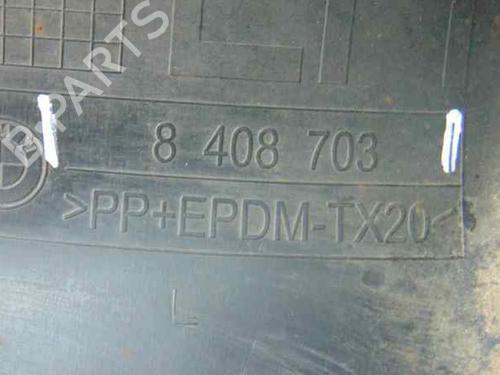 B-PARTS
8 408 703
>PP+EPDM-TX20<
L